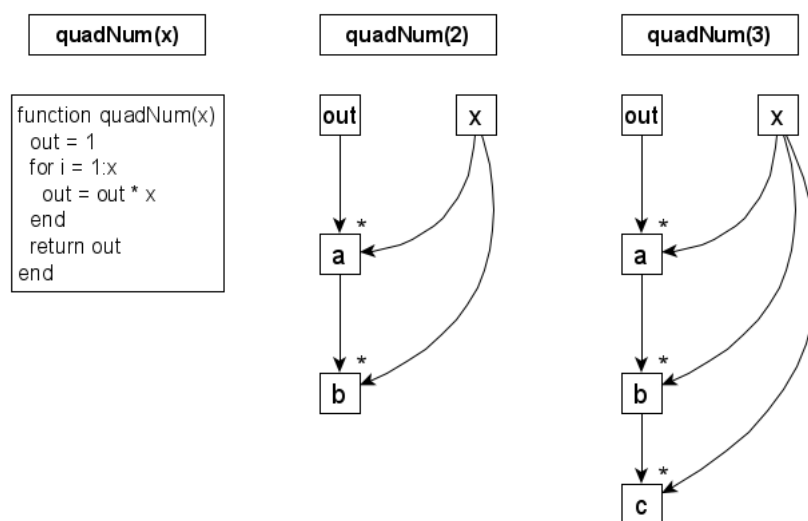 quadNum(x)
function quadNum(x)
out = 1
for i = 1:x
out = out * x
end
return out
end
quadNum(2)
out
x
*
a
*
b
quadNum(3)
out
x
*
a
*
b
*
c